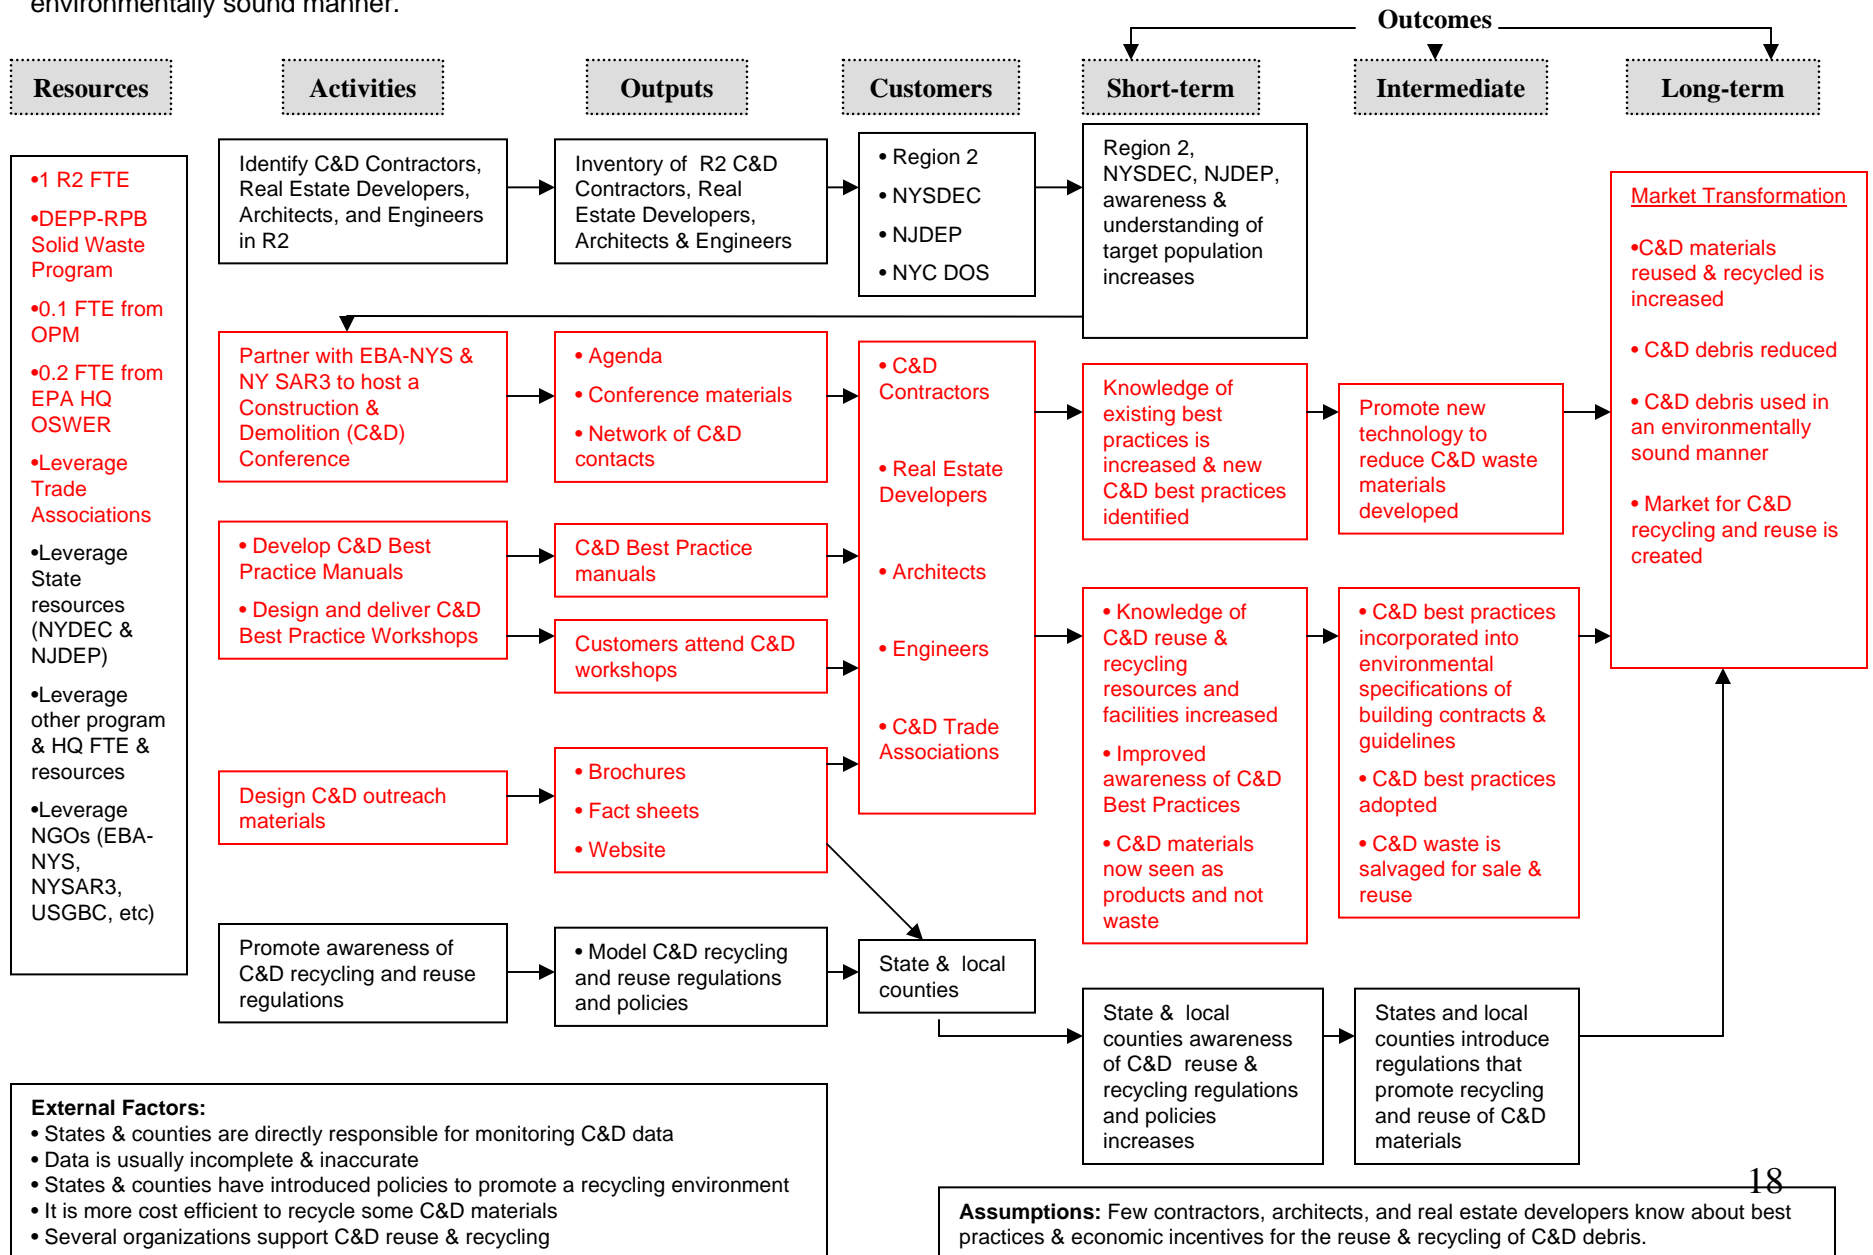 environmentally sound manner.
Outcomes
Resources
Activities
Outputs
Customers
Short-term
Intermediate
Long-term
•1 R2 FTE
•DEPP-RPB
Solid Waste
Program
•0.1 FTE from
OPM
•0.2 FTE from
EPA HQ
OSWER
•Leverage
Trade
Associations
•Leverage
State
resources
(NYDEC &
NJDEP)
•Leverage
other program
& HQ FTE &
resources
•Leverage
NGOs (EBA-
NYS,
NYSAR3,
USGBC, etc)
Identify C&D Contractors,
Real Estate Developers,
Architects, and Engineers
in R2
Inventory of R2 C&D
Contractors, Real
Estate Developers,
Architects & Engineers
• Region 2
• NYSDEC
• NJDEP
• NYC DOS
Region 2,
NYSDEC, NJDEP,
awareness &
understanding of
target population
increases
Partner with EBA-NYS &
NY SAR3 to host a
Construction &
Demolition (C&D)
Conference
• Agenda
• Conference materials
• Network of C&D
contacts
• C&D
Contractors
• Real Estate
Developers
• Architects
• Engineers
• C&D Trade
Associations
Knowledge of
existing best
practices is
increased & new
C&D best practices
identified
Promote new
technology to
reduce C&D waste
materials
developed
Market Transformation
•C&D materials
reused & recycled is
increased
• C&D debris reduced
• C&D debris used in
an environmentally
sound manner
• Market for C&D
recycling and reuse is
created
• Develop C&D Best
Practice Manuals
• Design and deliver C&D
Best Practice Workshops
C&D Best Practice
manuals
Customers attend C&D
workshops
• Knowledge of
C&D reuse &
recycling
resources and
facilities increased
• Improved
awareness of C&D
Best Practices
• C&D materials
now seen as
products and not
waste
• C&D best practices
incorporated into
environmental
specifications of
building contracts &
guidelines
• C&D best practices
adopted
• C&D waste is
salvaged for sale &
reuse
Design C&D outreach
materials
• Brochures
• Fact sheets
• Website
Promote awareness of
C&D recycling and reuse
regulations
• Model C&D recycling
and reuse regulations
and policies
State & local
counties
State & local
counties awareness
of C&D reuse &
recycling regulations
and policies
increases
States and local
counties introduce
regulations that
promote recycling
and reuse of C&D
materials
External Factors:
• States & counties are directly responsible for monitoring C&D data
• Data is usually incomplete & inaccurate
• States & counties have introduced policies to promote a recycling environment
• It is more cost efficient to recycle some C&D materials
• Several organizations support C&D reuse & recycling
18
Assumptions: Few contractors, architects, and real estate developers know about best
practices & economic incentives for the reuse & recycling of C&D debris.